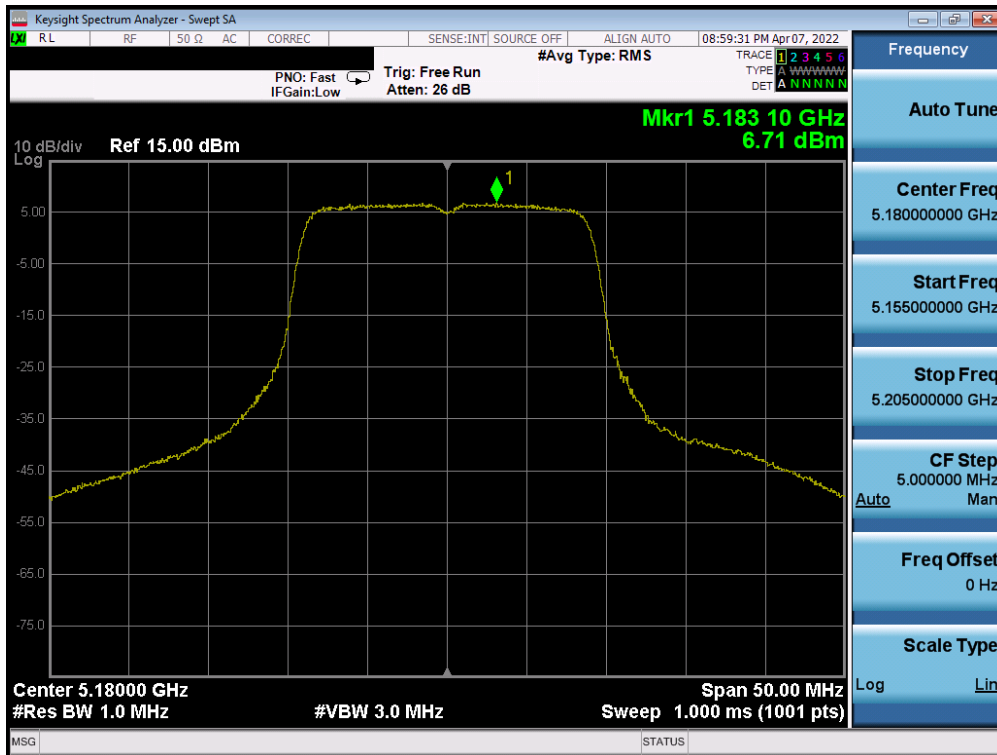 Keysight Spectrum Analyzer - Swept SA
LXI RL RF 50 Ω AC CORREC SENSE:INT SOURCE OFF ALIGN AUTO 08:59:31 PM Apr 07, 2022
Frequency
#Avg Type: RMS
TRACE 1 2 3 4 5 6
PNO: Fast Trig: Free Run
TYPE A WWWWW
IFGain:Low Atten: 26 dB
DET A N N N N N
Mkr1 5.183 10 GHz
6.71 dBm
10 dB/div Ref 15.00 dBm
Log
1
5.00
-5.00
-15.0
-25.0
-35.0
-45.0
-55.0
-65.0
-75.0
Center 5.18000 GHz Span 50.00 MHz
#Res BW 1.0 MHz #VBW 3.0 MHz Sweep 1.000 ms (1001 pts)
MSG STATUS
Auto Tune
Center Freq
5.180000000 GHz
Start Freq
5.155000000 GHz
Stop Freq
5.205000000 GHz
CF Step
5.000000 MHz
Auto Man
Freq Offset
0 Hz
Scale Type
Log Lin